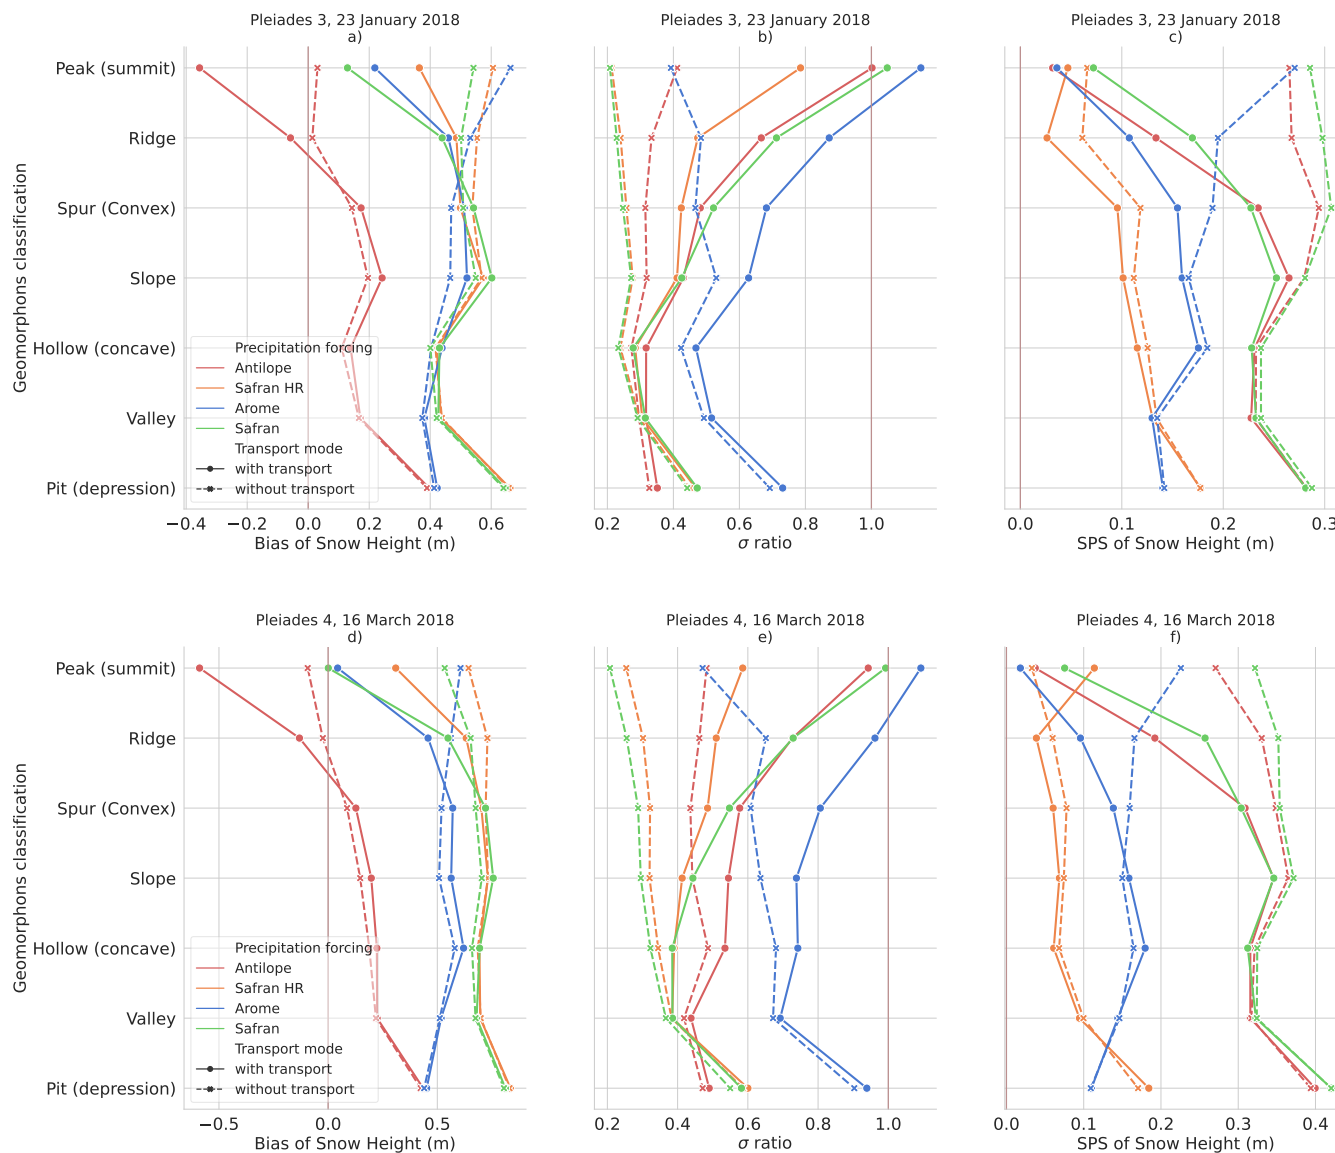 Pleiades 3, 23 January 2018
a)
Pleiades 3, 23 January 2018
b)
Pleiades 3, 23 January 2018
c)
Geomorphons classification
Peak (summit)
Ridge
Spur (Convex)
Slope
Hollow (concave)
Valley
Pit (depression)
Precipitation forcing
Antilope
Safran HR
Arome
Safran
Transport mode
with transport
without transport
−0.4 −0.2 0.0 0.2 0.4 0.6
Bias of Snow Height (m)
0.2 0.4 0.6 0.8 1.0
σ ratio
0.0 0.1 0.2 0.3
SPS of Snow Height (m)
Pleiades 4, 16 March 2018
d)
Pleiades 4, 16 March 2018
e)
Pleiades 4, 16 March 2018
f)
Geomorphons classification
Peak (summit)
Ridge
Spur (Convex)
Slope
Hollow (concave)
Valley
Pit (depression)
Precipitation forcing
Antilope
Safran HR
Arome
Safran
Transport mode
with transport
without transport
−0.5 0.0 0.5
Bias of Snow Height (m)
0.2 0.4 0.6 0.8 1.0
σ ratio
0.0 0.1 0.2 0.3 0.4
SPS of Snow Height (m)